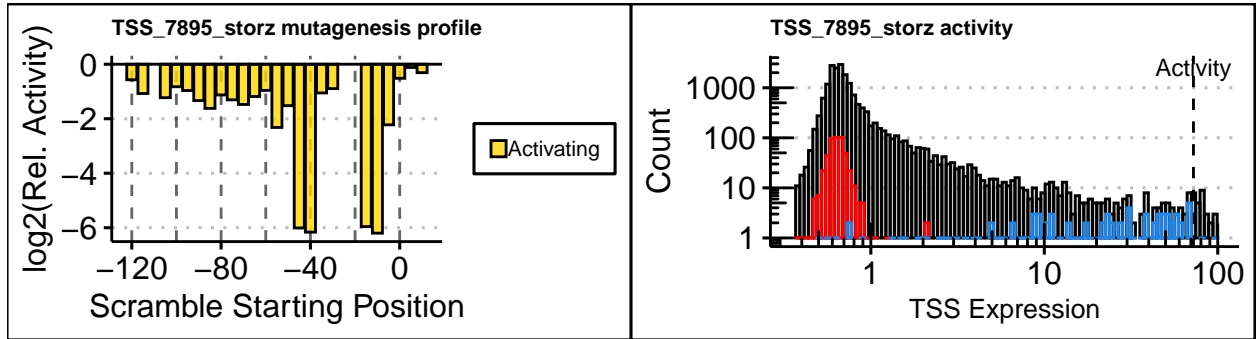 TSS_7895_storz mutagenesis profile
log2(Rel. Activity)
0
−2
−4
−6
−120
−80
−40
0
Scramble Starting Position
Activating
TSS_7895_storz activity
Activity
Count
1000
100
10
1
1
10
100
TSS Expression